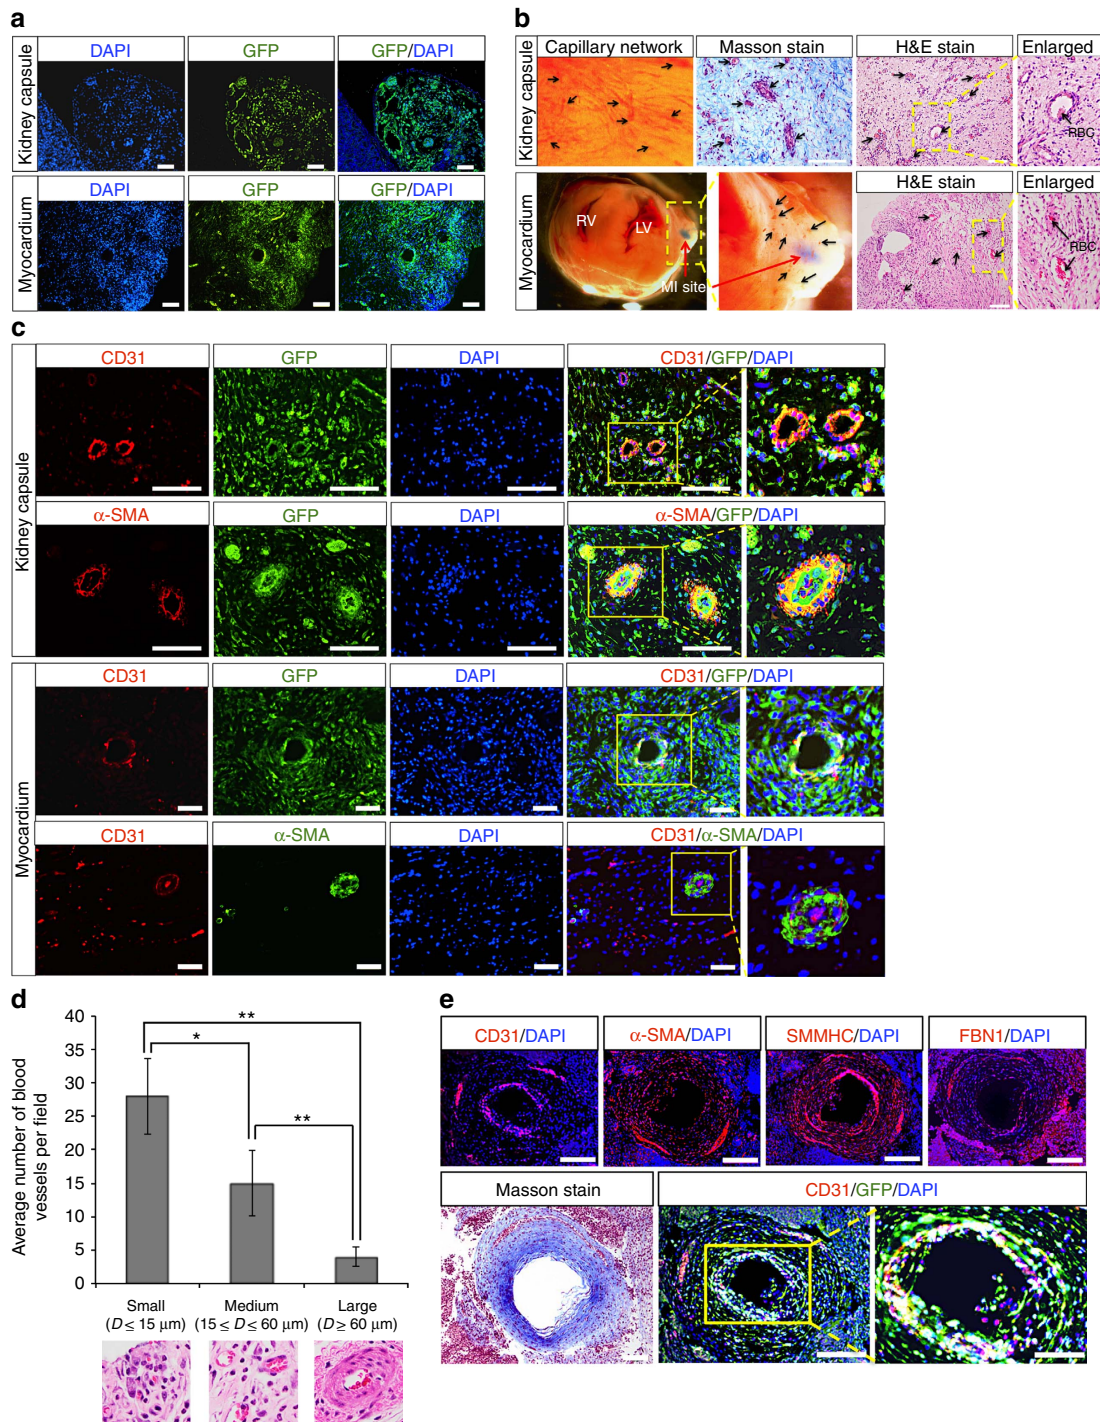 a
DAPI GFP GFP/DAPI
Kidney capsule
DAPI GFP GFP/DAPI
Myocardium
b
Capillary network Masson stain H&E stain Enlarged
Kidney capsule
RBC
H&E stain Enlarged
Myocardium
RV LV
MI site
RBC
c
CD31 GFP DAPI CD31/GFP/DAPI
Kidney capsule
α-SMA GFP DAPI α-SMA/GFP/DAPI
CD31 GFP DAPI CD31/GFP/DAPI
Myocardium
CD31 α-SMA DAPI CD31/α-SMA/DAPI
d
Average number of blood
vessels per field
40
35
30
25
20
15
10
5
0
**
*
**
Small Medium Large
(D ≤ 15 μm) (15 < D ≤ 60 μm) (D ≥ 60 μm)
e
CD31/DAPI α-SMA/DAPI SMMHC/DAPI FBN1/DAPI
Masson stain CD31/GFP/DAPI